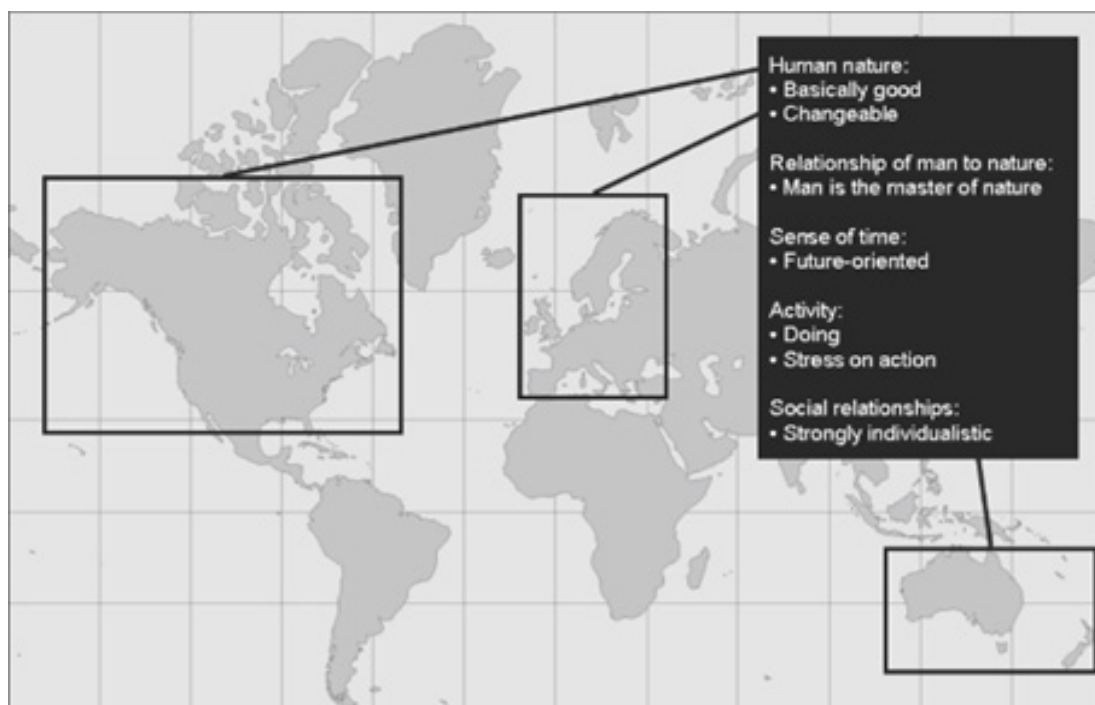 Human nature:
• Basically good
• Changeable
Relationship of man to nature:
• Man is the master of nature
Sense of time:
• Future-oriented
Activity:
• Doing
• Stress on action
Social relationships:
• Strongly individualistic